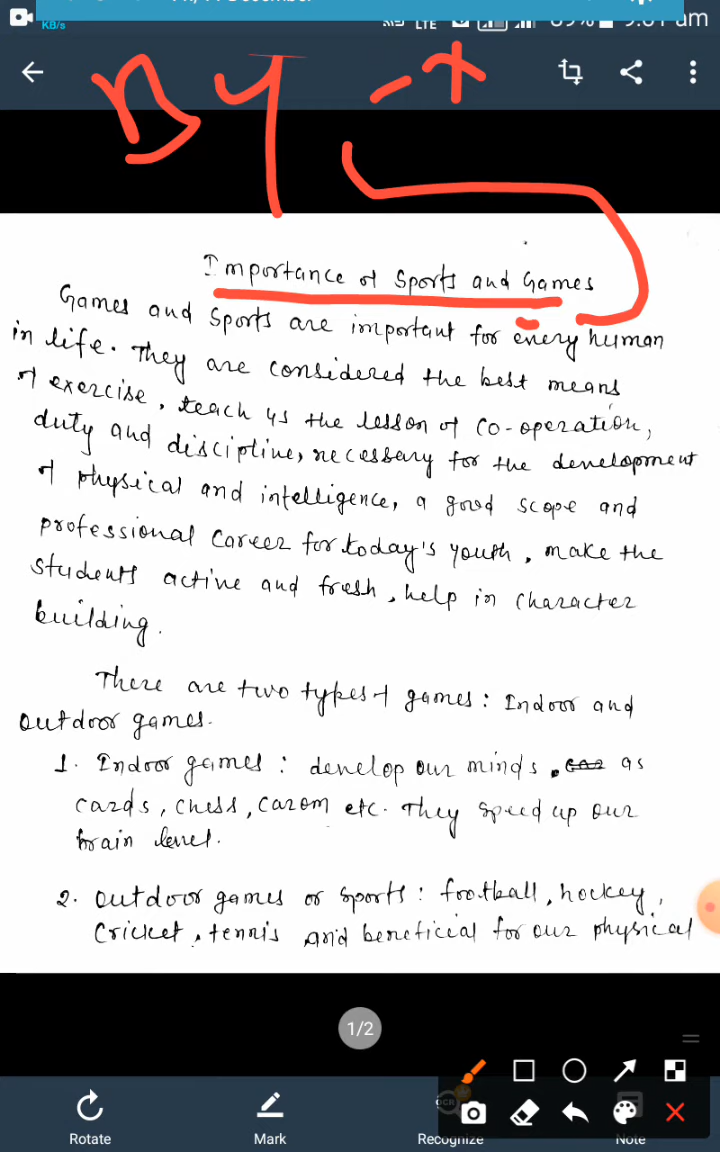 KB/s
LTE
By
Importance of Sports and Games
Games and Sports are important for every human
in life. They are considered the best means
of exercise, teach us the lesson of co-operation,
duty and discipline, necessary for the development
of physical and intelligence, a good scope and
professional career for today's youth, make the
students active and fresh, help in character
building.
There are two types of games: Indoor and
outdoor games.
1. Indoor games: develop our minds, as
cards, chess, carom etc. They speed up our
brain level.
2. Outdoor games or sports: football, hockey,
Cricket, tennis and beneficial for our physical
1/2
Rotate
Mark
OCR
Recognize
Note